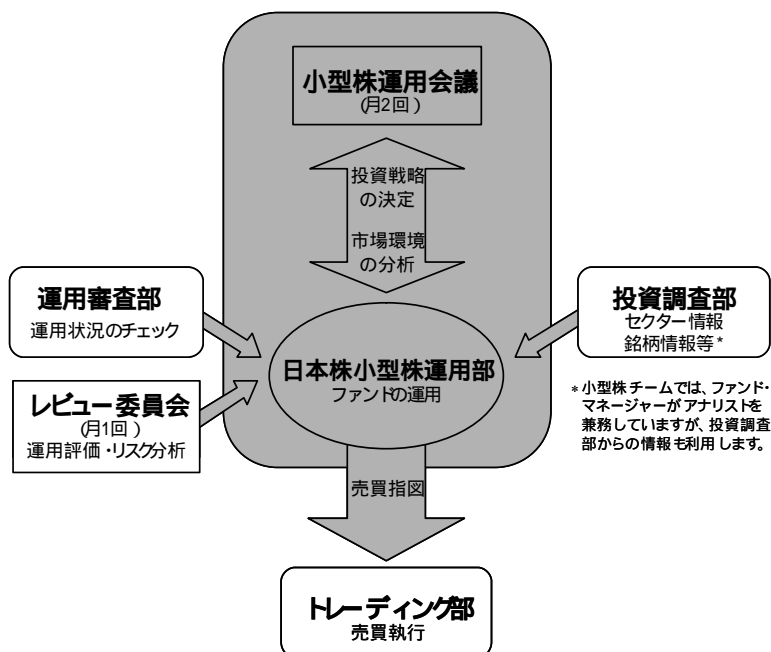 小型株運用会議
(月2回)
投資戦略
の決定
市場環境
の分析
運用審査部
運用状況のチェック
レビュー委員会
(月1回)
運用評価・リスク分析
日本株小型株運用部
ファンドの運用
投資調査部
セクター情報
銘柄情報等*
*小型株チームでは、ファンド・
マネージャーがアナリストを
兼務していますが、投資調査
部からの情報も利用します。
売買指図
トレーディング部
売買執行